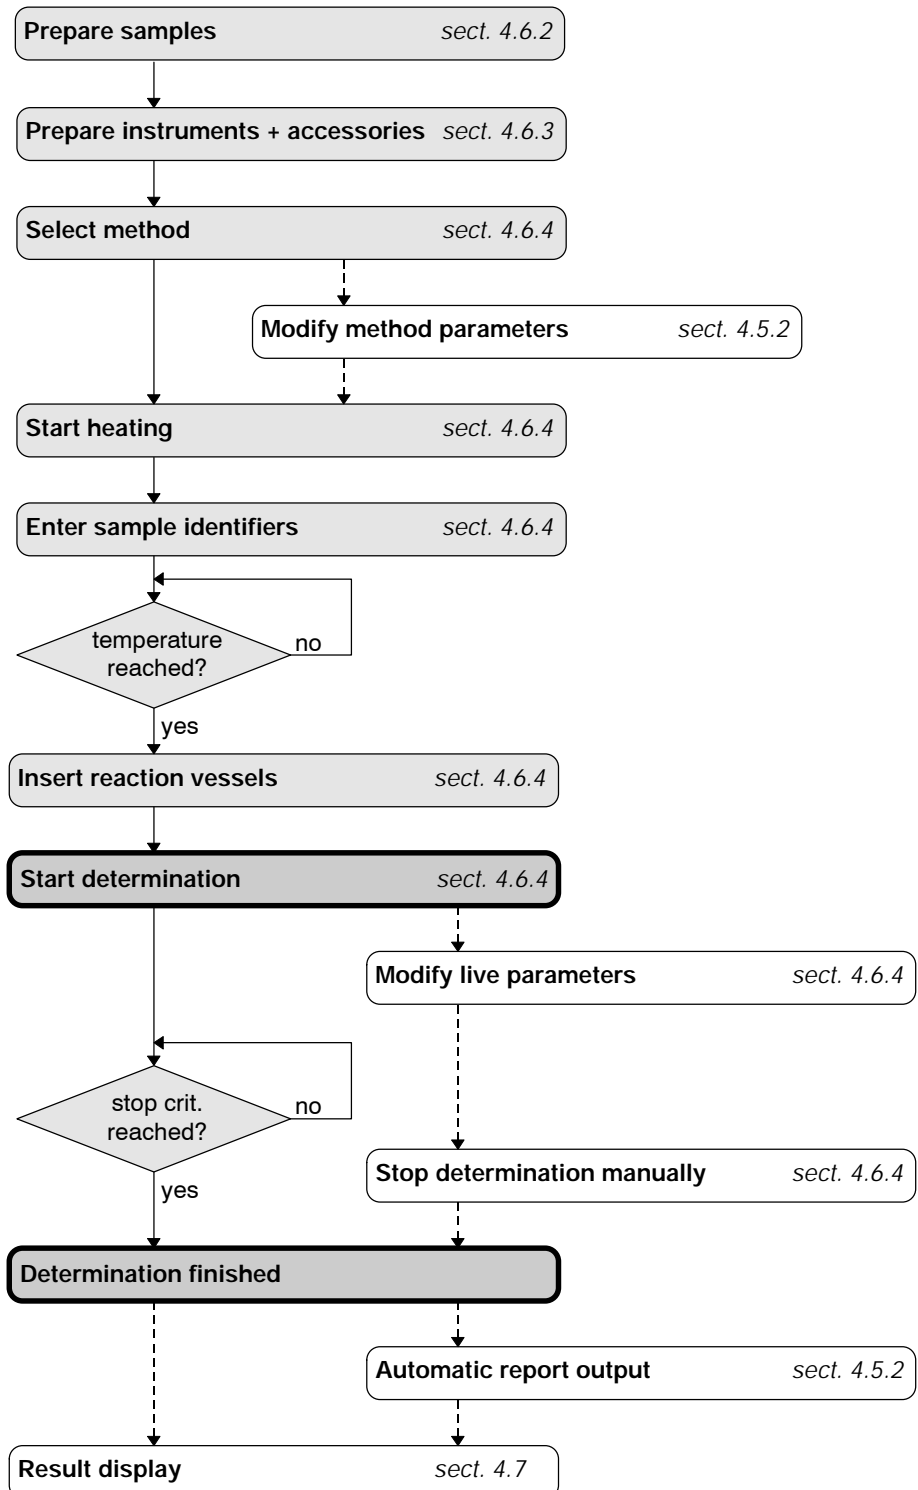 Prepare samples sect. 4.6.2
Prepare instruments + accessories sect. 4.6.3
Select method sect. 4.6.4
Modify method parameters sect. 4.5.2
Start heating sect. 4.6.4
Enter sample identifiers sect. 4.6.4
temperature
reached?
no
yes
Insert reaction vessels sect. 4.6.4
Start determination sect. 4.6.4
Modify live parameters sect. 4.6.4
stop crit.
reached?
no
Stop determination manually sect. 4.6.4
yes
Determination finished
Automatic report output sect. 4.5.2
Result display sect. 4.7